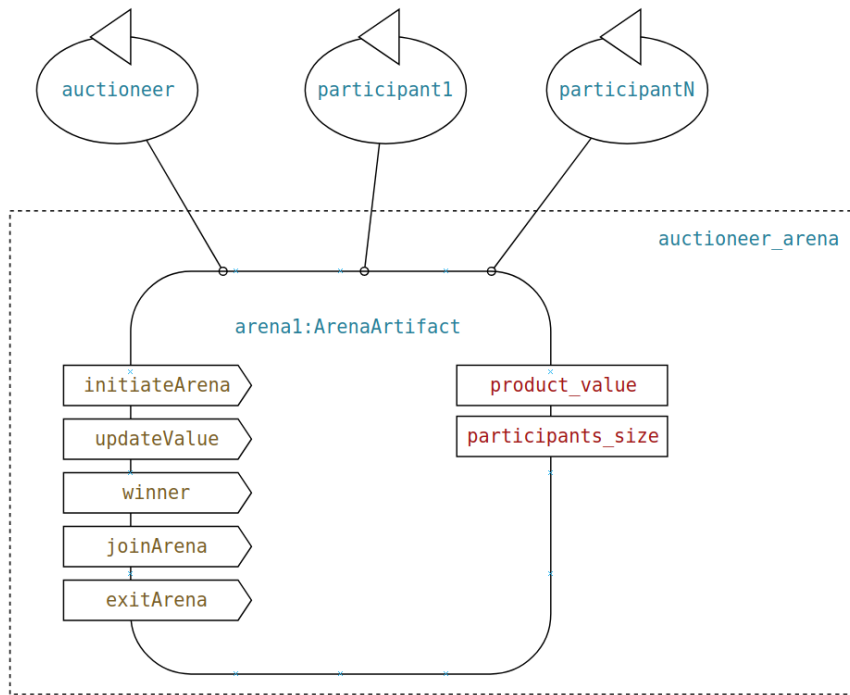 auctioneer
participant1
participantN
auctioneer_arena
arena1:ArenaArtifact
initiateArena
product_value
updateValue
participants_size
winner
joinArena
exitArena